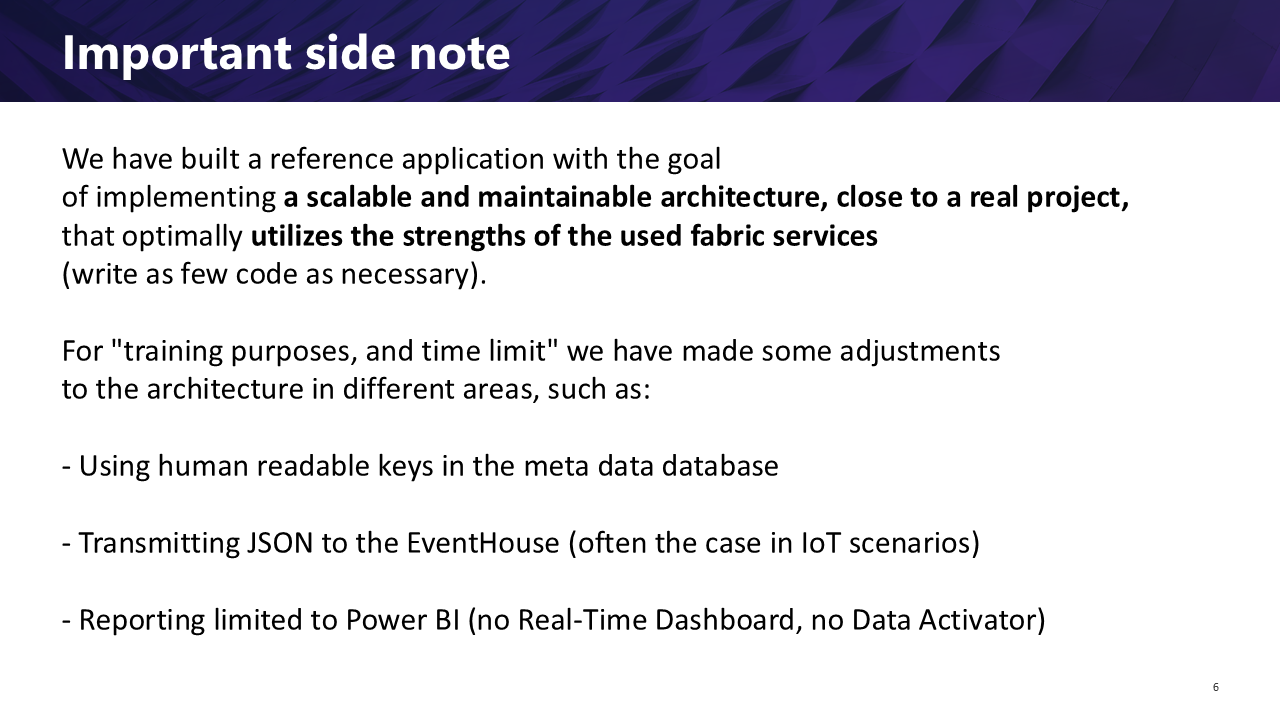 Important side note
We have built a reference application with the goal
of implementing a scalable and maintainable architecture, close to a real project,
that optimally utilizes the strengths of the used fabric services
(write as few code as necessary).
For "training purposes, and time limit" we have made some adjustments
to the architecture in different areas, such as:
- Using human readable keys in the meta data database
- Transmitting JSON to the EventHouse (often the case in IoT scenarios)
- Reporting limited to Power BI (no Real-Time Dashboard, no Data Activator)
6